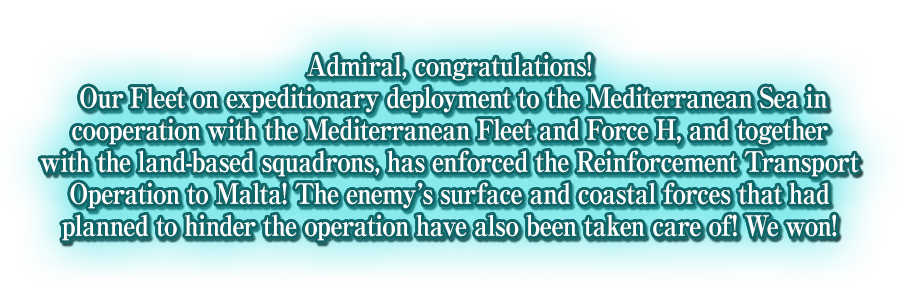 Admiral, congratulations!
Our Fleet on expeditionary deployment to the Mediterranean Sea in
cooperation with the Mediterranean Fleet and Force H, and together
with the land-based squadrons, has enforced the Reinforcement Transport
Operation to Malta! The enemy's surface and coastal forces that had
planned to hinder the operation have also been taken care of! We won!